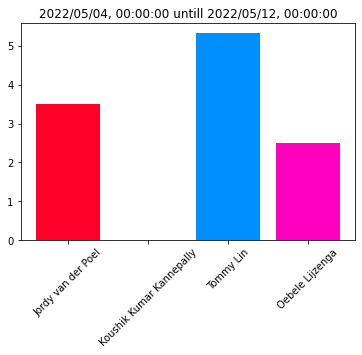 2022/05/04, 00:00:00 untill 2022/05/12, 00:00:00
5
4
3
2
1
0
Jordy van der Poel
Koushik Kumar Kannepally
Tommy Lin
Oebele Lijzenga